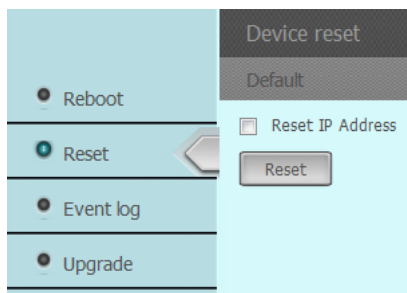 Reboot
Reset
Event log
Upgrade
Device reset
Default
Reset IP Address
Reset